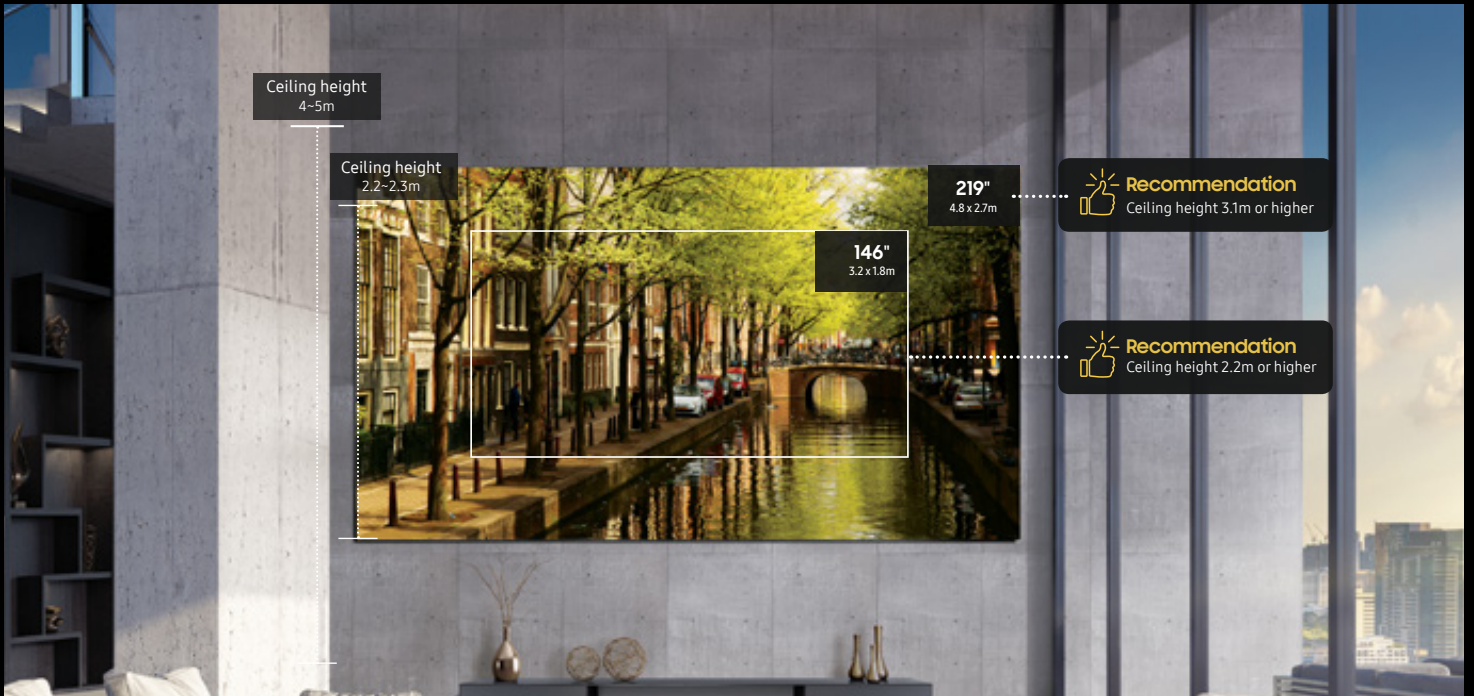 Ceiling height
4~5m
Ceiling height
2.2~2.3m
219"
4.8 x 2.7m
Recommendation
Ceiling height 3.1m or higher
146"
3.2 x 1.8m
Recommendation
Ceiling height 2.2m or higher